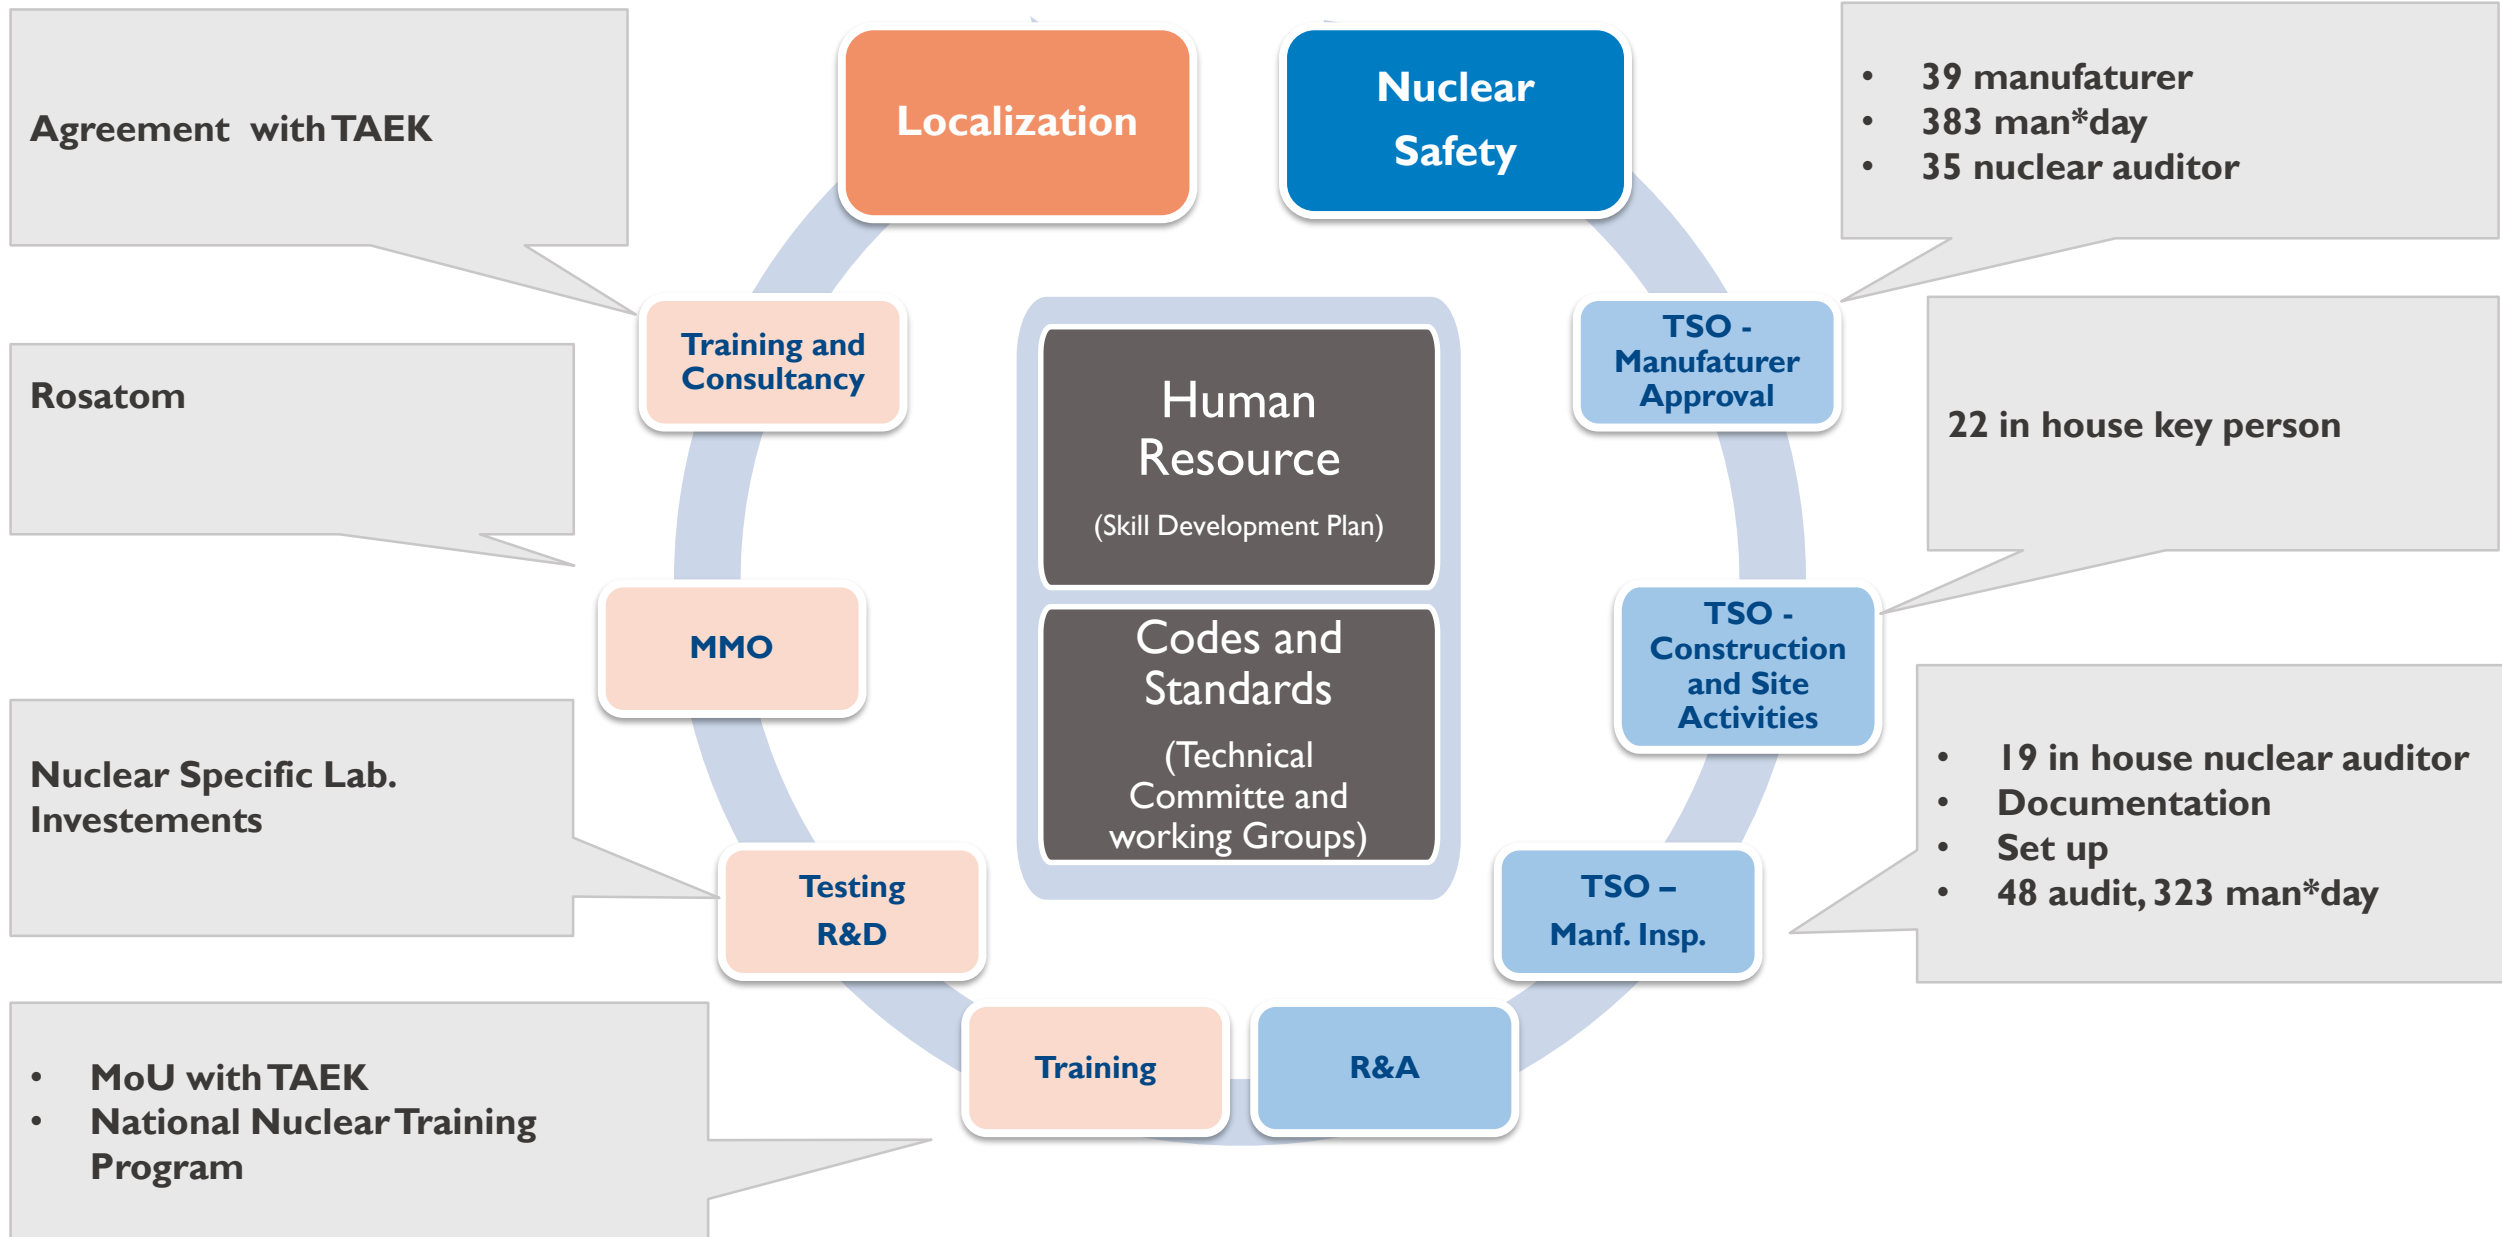 Localization
Nuclear
Safety
Agreement with TAEK
• 39 manufaturer
• 383 man*day
• 35 nuclear auditor
Training and
Consultancy
TSO -
Manufaturer
Approval
Rosatom
22 in house key person
Human
Resource
(Skill Development Plan)
MMO
TSO -
Construction
and Site
Activities
Codes and
Standards
(Technical
Committe and
working Groups)
Nuclear Specific Lab.
Investements
• 19 in house nuclear auditor
• Documentation
• Set up
• 48 audit, 323 man*day
Testing
R&D
TSO –
Manf. Insp.
Training
R&A
• MoU with TAEK
• National Nuclear Training
Program